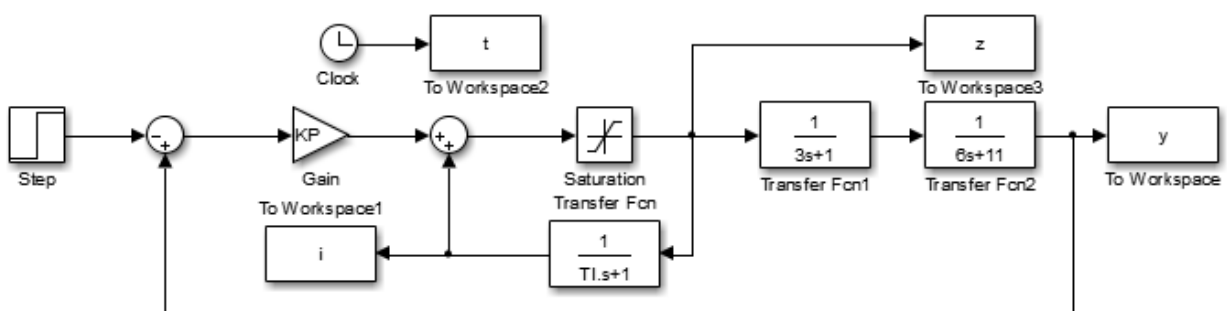 t
z
Clock
To Workspace2
To Workspace3
-
+
KP
+
+
1
3s+1
1
6s+11
y
Step
Gain
Saturation
Transfer Fcn1
Transfer Fcn2
To Workspace
To Workspace1
Transfer Fcn
i
1
TI.s+1